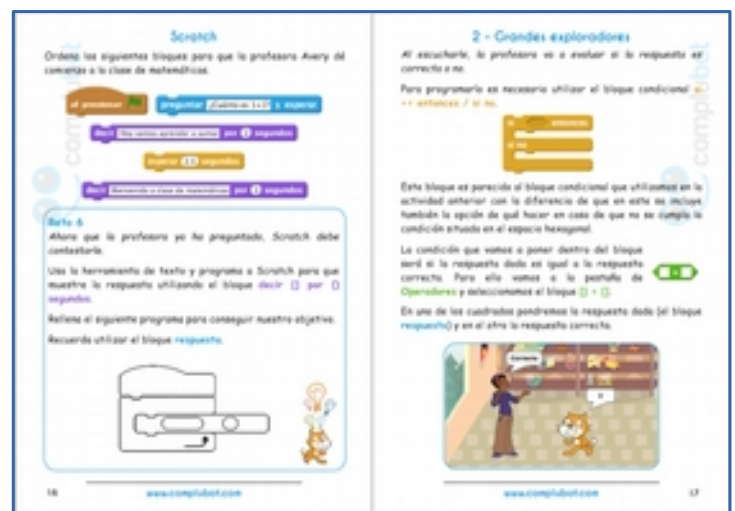 Scratch
Ordena los siguientes bloques para que la profesora Avery dé
comienzo a la clase de matemáticas.
al presionar
preguntar ¿Cuánto es 1+1? y esperar
decir Hoy vamos aprender a sumar por segundos
esperar segundos
decir Bienvenido a clase de matemáticas por segundos
Reto 6
Ahora que la profesora ya ha preguntado, Scratch debe
contestarle.
Usa la herramienta de texto y programa a Scratch para que
muestre la respuesta utilizando el bloque decir [] por []
segundos.
Rellena el siguiente programa para conseguir nuestro objetivo.
Recuerda utilizar el bloque respuesta.
16
www.complubot.com
complubot
2 - Grandes exploradores
Al escucharle, la profesora va a evaluar si la respuesta es
correcta o no.
Para programarlo es necesario utilizar el bloque condicional si
<> entonces / si no.
si entonces
si no
Este bloque es parecido al bloque condicional que utilizamos en la
actividad anterior con la diferencia de que en este se incluye
también la opción de qué hacer en caso de que no se cumpla la
condición situada en el espacio hexagonal.
La condición que vamos a poner dentro del bloque
será si la respuesta dada es igual a la respuesta
correcta. Para ello vamos a la pestaña de
Operadores y seleccionamos el bloque [] = [].
En uno de los cuadrados pondremos la respuesta dada (el bloque
respuesta) y en el otro la respuesta correcta.
Correcto
2
17
www.complubot.com
complubot